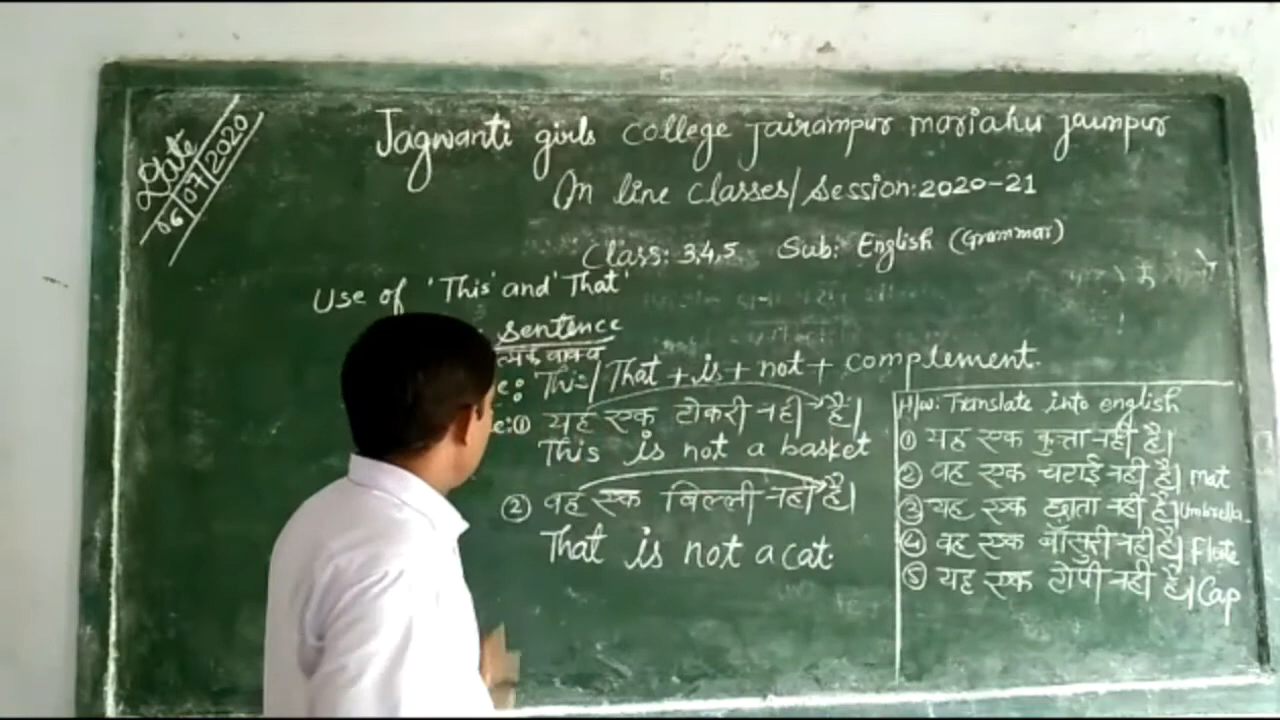 Date
06/07/2020
Jagwanti girls college jairampur mariahu jaunpur
On line classes/Session:2020-21
Class: 3,4,5 Sub: English (Grammar)
Use of 'This' and 'That'
sentence
त्मक वाक्य
e: This/That + is + not + complement.
e:① यह एक टोकरी नही है।
This is not a basket
② वह एक बिल्ली नही है।
That is not a cat.
H/w: Translate into english
① यह एक कुत्ता नही है।
② वह एक चटाई नही है। mat
③ यह एक छाता नही है। Umbrella
④ वह एक बाँसुरी नही है। Flute
⑤ यह एक टोपी नही है। Cap